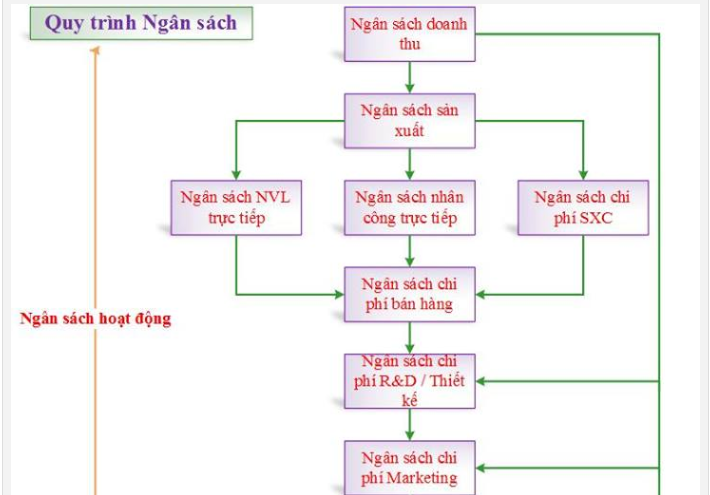 Quy trình Ngân sách
Ngân sách doanh
thu
Ngân sách sản
xuất
Ngân sách NVL
trực tiếp
Ngân sách nhân
công trực tiếp
Ngân sách chi
phí SXC
Ngân sách chi
phí bán hàng
Ngân sách hoạt động
Ngân sách chi
phí R&D / Thiết
kế
Ngân sách chi
phí Marketing